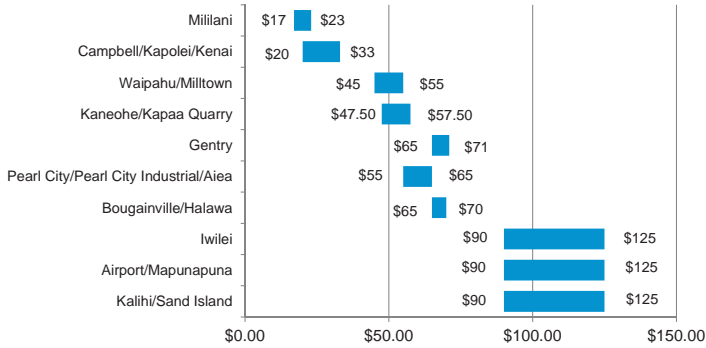 Mililani $17 $23
Campbell/Kapolei/Kenai $20 $33
Waipahu/Milltown $45 $55
Kaneohe/Kapaa Quarry $47.50 $57.50
Gentry $65 $71
Pearl City/Pearl City Industrial/Aiea $55 $65
Bougainville/Halawa $65 $70
Iwilei $90 $125
Airport/Mapunapuna $90 $125
Kalihi/Sand Island $90 $125
$0.00 $50.00 $100.00 $150.00